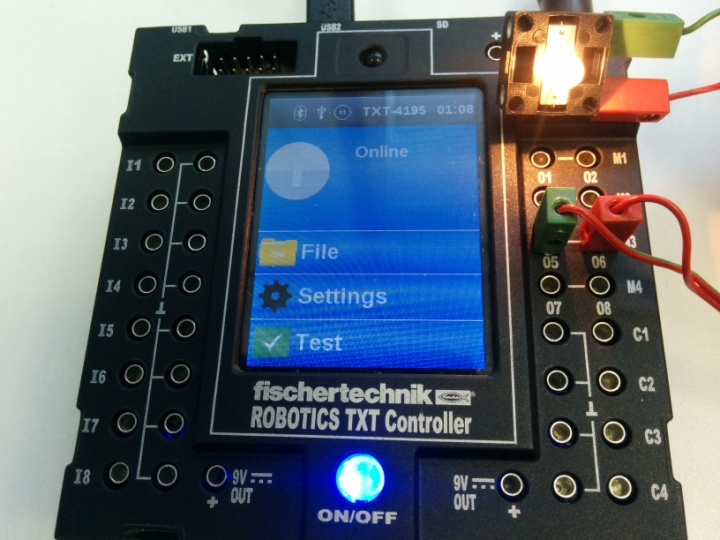 USB1
USB2
SD
EXT
+
TXT-4195 01:08
Online
File
Settings
Test
I1
I2
I3
I4
I5
I6
I7
I8
M1
O1 O2
O5 O6
M4
O7 O8
C1
C2
C3
C4
fischertechnik
ROBOTICS TXT Controller
9V
OUT
+
ON/OFF
9V
OUT
+